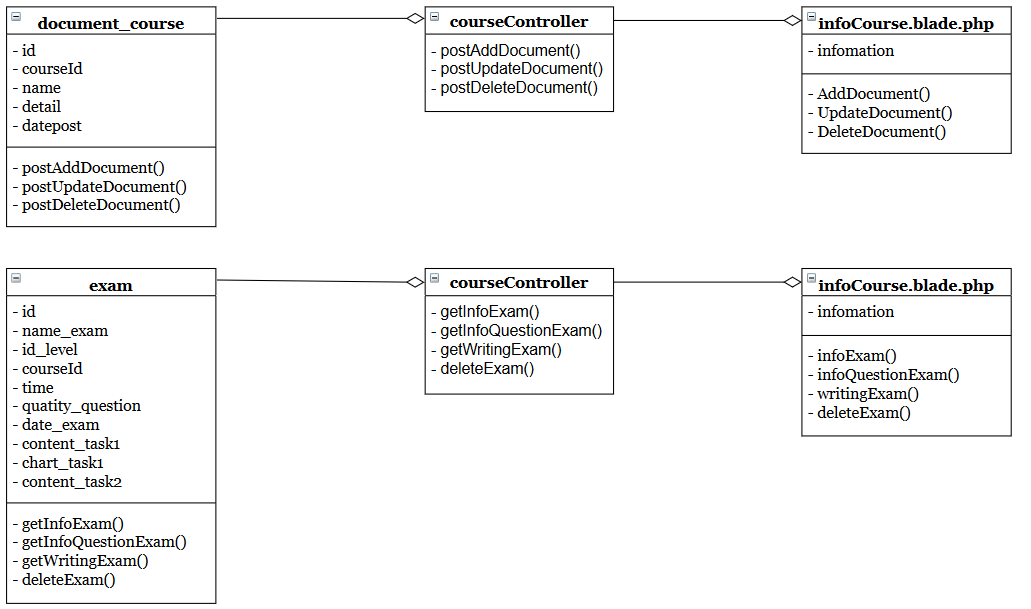 document_course
- id
- courseId
- name
- detail
- datepost
- postAddDocument()
- postUpdateDocument()
- postDeleteDocument()
courseController
- postAddDocument()
- postUpdateDocument()
- postDeleteDocument()
infoCourse.blade.php
- infomation
- AddDocument()
- UpdateDocument()
- DeleteDocument()
exam
- id
- name_exam
- id_level
- courseId
- time
- quatity_question
- date_exam
- content_task1
- chart_task1
- content_task2
- getInfoExam()
- getInfoQuestionExam()
- getWritingExam()
- deleteExam()
courseController
- getInfoExam()
- getInfoQuestionExam()
- getWritingExam()
- deleteExam()
infoCourse.blade.php
- infomation
- infoExam()
- infoQuestionExam()
- writingExam()
- deleteExam()